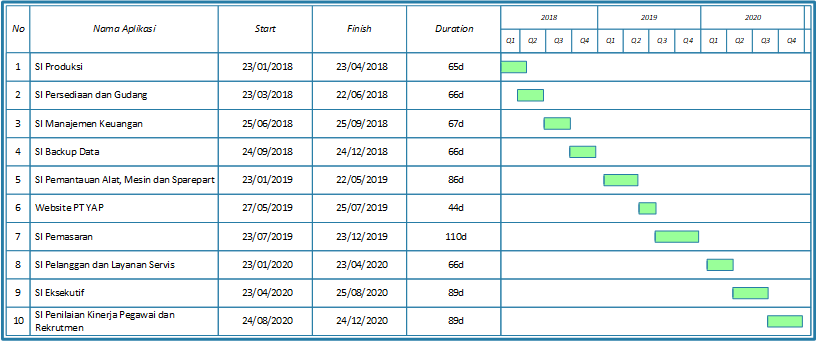 No Nama Aplikasi Start Finish Duration 2018 2019 2020
Q1 Q2 Q3 Q4 Q1 Q2 Q3 Q4 Q1 Q2 Q3 Q4
1 SI Produksi 23/01/2018 23/04/2018 65d
2 SI Persediaan dan Gudang 23/03/2018 22/06/2018 66d
3 SI Manajemen Keuangan 25/06/2018 25/09/2018 67d
4 SI Backup Data 24/09/2018 24/12/2018 66d
5 SI Pemantauan Alat, Mesin dan Sparepart 23/01/2019 22/05/2019 86d
6 Website PT YAP 27/05/2019 25/07/2019 44d
7 SI Pemasaran 23/07/2019 23/12/2019 110d
8 SI Pelanggan dan Layanan Servis 23/01/2020 23/04/2020 66d
9 SI Eksekutif 23/04/2020 25/08/2020 89d
10 SI Penilaian Kinerja Pegawai dan
Rekrutmen 24/08/2020 24/12/2020 89d